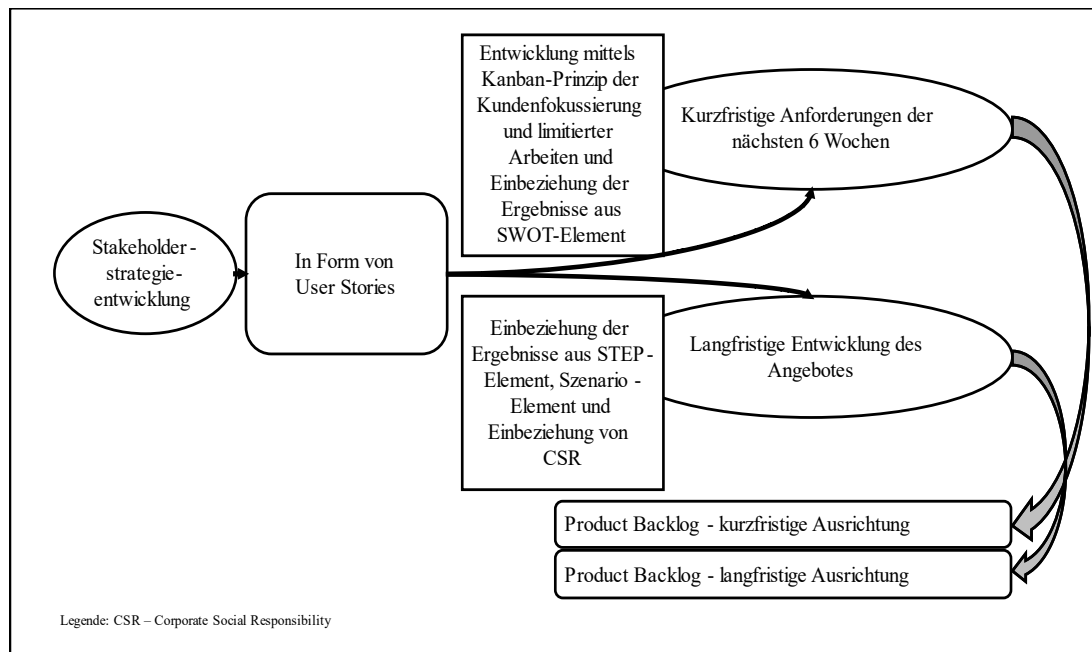 Stakeholder-
strategie-
entwicklung
In Form von
User Stories
Entwicklung mittels
Kanban-Prinzip der
Kundenfokussierung
und limitierter
Arbeiten und
Einbeziehung der
Ergebnisse aus
SWOT-Element
Kurzfristige Anforderungen der
nächsten 6 Wochen
Einbeziehung der
Ergebnisse aus STEP-
Element, Szenario -
Element und
Einbeziehung von
CSR
Langfristige Entwicklung des
Angebotes
Product Backlog - kurzfristige Ausrichtung
Product Backlog - langfristige Ausrichtung
Legende: CSR – Corporate Social Responsibility